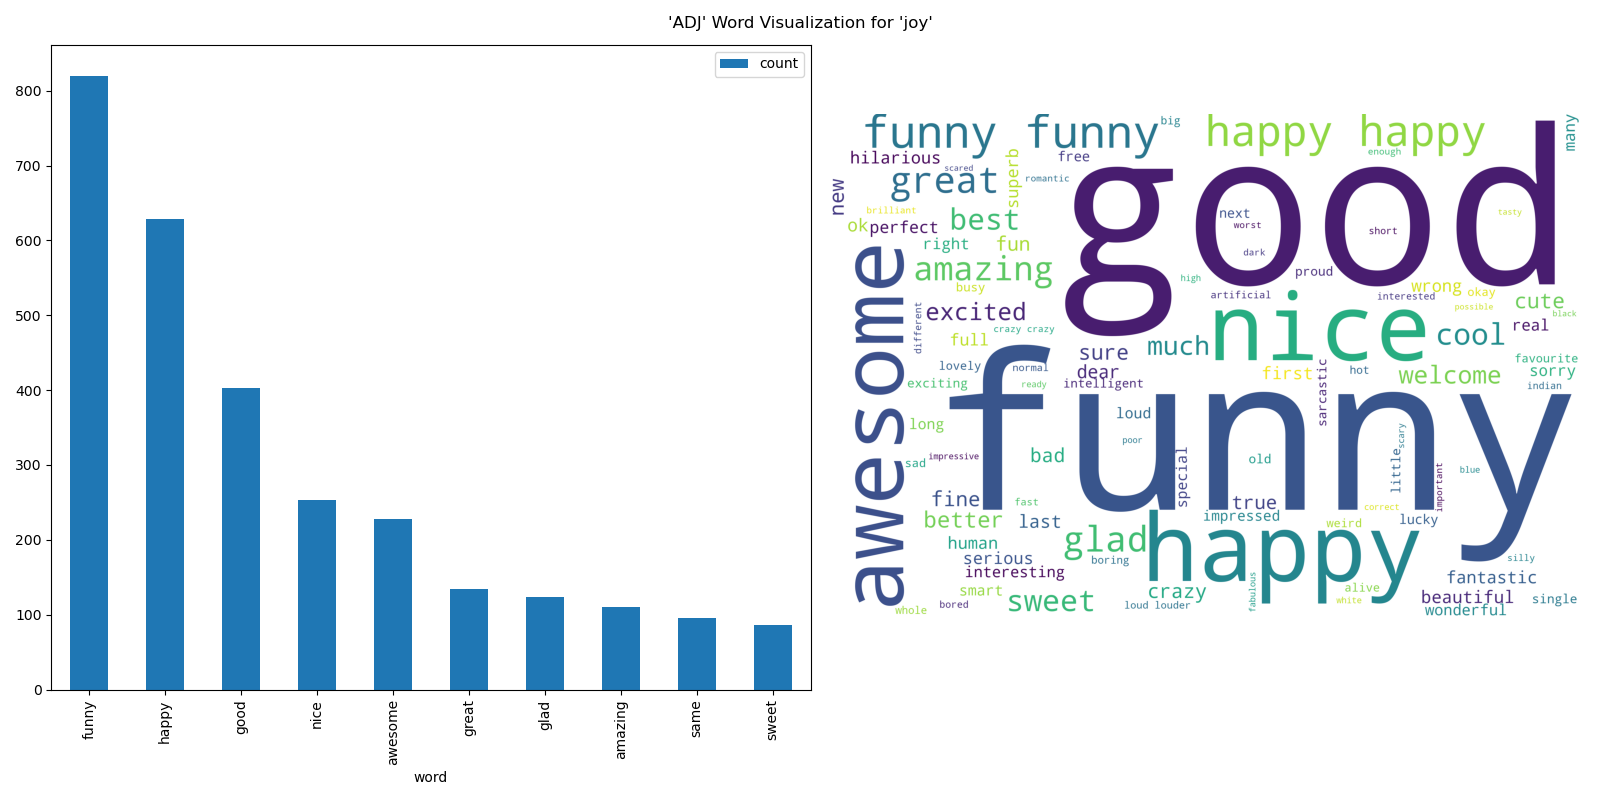 'ADJ' Word Visualization for 'joy'
count
800
700
600
500
400
300
200
100
0
funny
happy
good
nice
awesome
great
glad
amazing
same
sweet
word
funny funny big happy happy many
hilarious scared free enough
new great superb romantic good
brilliant best next tasty
ok perfect worst short
right fun dark
awesome amazing high proud
busy artificial interested wrong okay cute
different excited crazy crazy nice possible black
full sure much cool real
lovely normal dear first hot welcome favourite
exciting ready intelligent sarcastic sorry
indian
long loud funny
poor scary
sad impressive bad special old little blue
fine fast true important
better last impressed weird correct lucky
human glad happy
serious boring silly
interesting fantastic
smart sweet crazy fabulous alive beautiful
whole bored loud louder white wonderful single